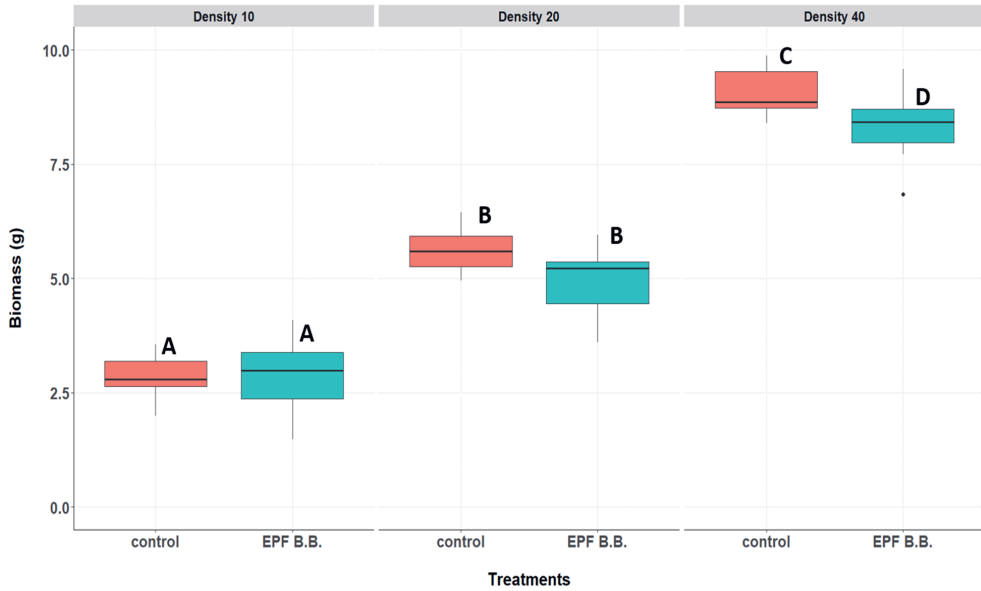 Density 10 Density 20 Density 40
10.0
7.5
5.0
2.5
0.0
Biomass (g)
A A B B C D
control EPF B.B. control EPF B.B. control EPF B.B.
Treatments